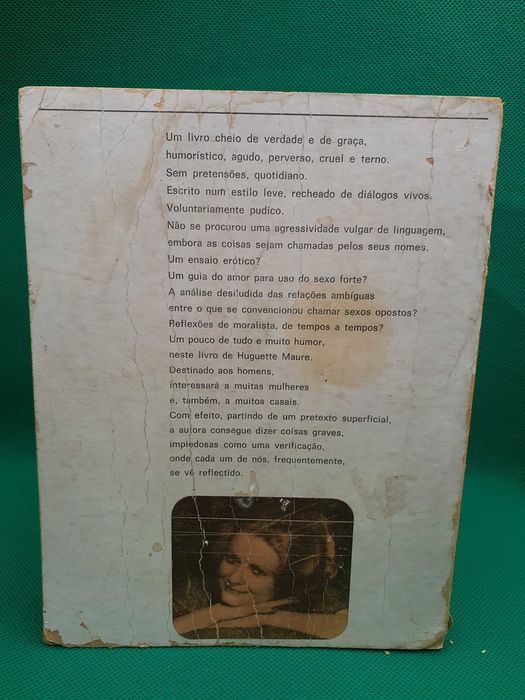 Um livro cheio de verdade e de graça,
humorístico, agudo, perverso, cruel e terno.
Sem pretensões, quotidiano.
Escrito num estilo leve, recheado de diálogos vivos.
Voluntariamente pudico.
Não se procurou uma agressividade vulgar de linguagem,
embora as coisas sejam chamadas pelos seus nomes.
Um ensaio erótico?
Um guia do amor para uso do sexo forte?
A análise desiludida das relações ambíguas
entre o que se convencionou chamar sexos opostos?
Reflexões de moralista, de tempos a tempos?
Um pouco de tudo e muito humor,
neste livro de Huguette Maure.
Destinado aos homens,
interessará a muitas mulheres
e, também, a muitos casais.
Com efeito, partindo de um pretexto superficial,
a autora consegue dizer coisas graves,
impiedosas como uma verificação,
onde cada um de nós, frequentemente,
se vê reflectido.